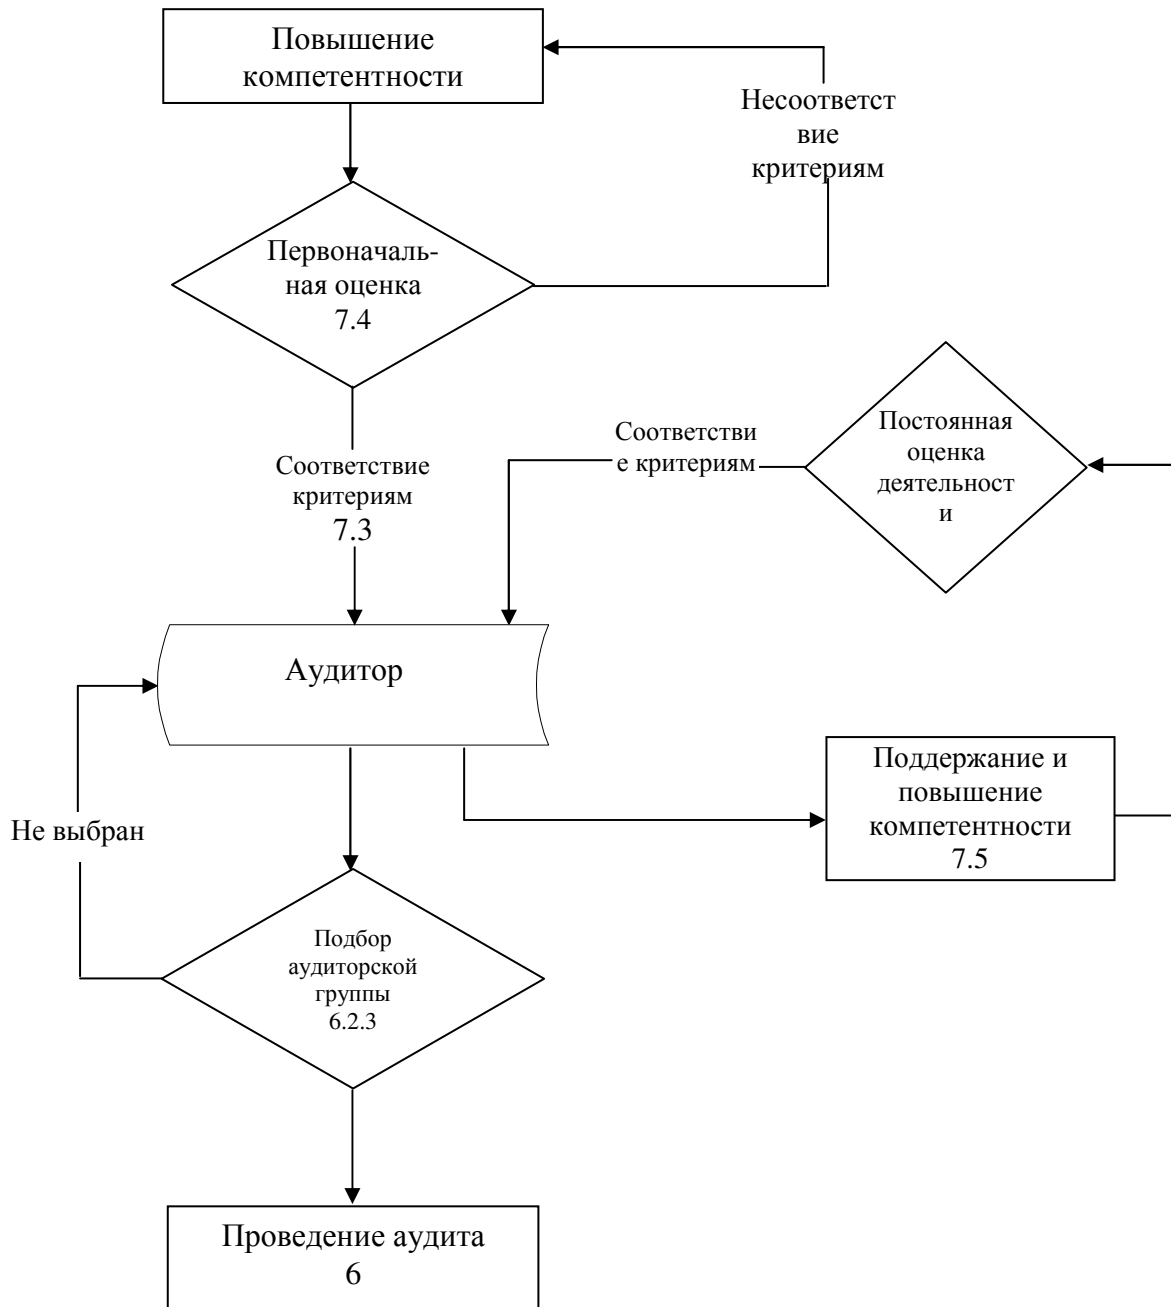 Повышение
компетентности
Несоответст
вие
критериям
Первоначаль-
ная оценка
7.4
Соответствие
критериям
7.3
Соответстви
е критериям
Постоянная
оценка
деятельност
и
Аудитор
Не выбран
Поддержание и
повышение
компетентности
7.5
Подбор
аудиторской
группы
6.2.3
Проведение аудита
6